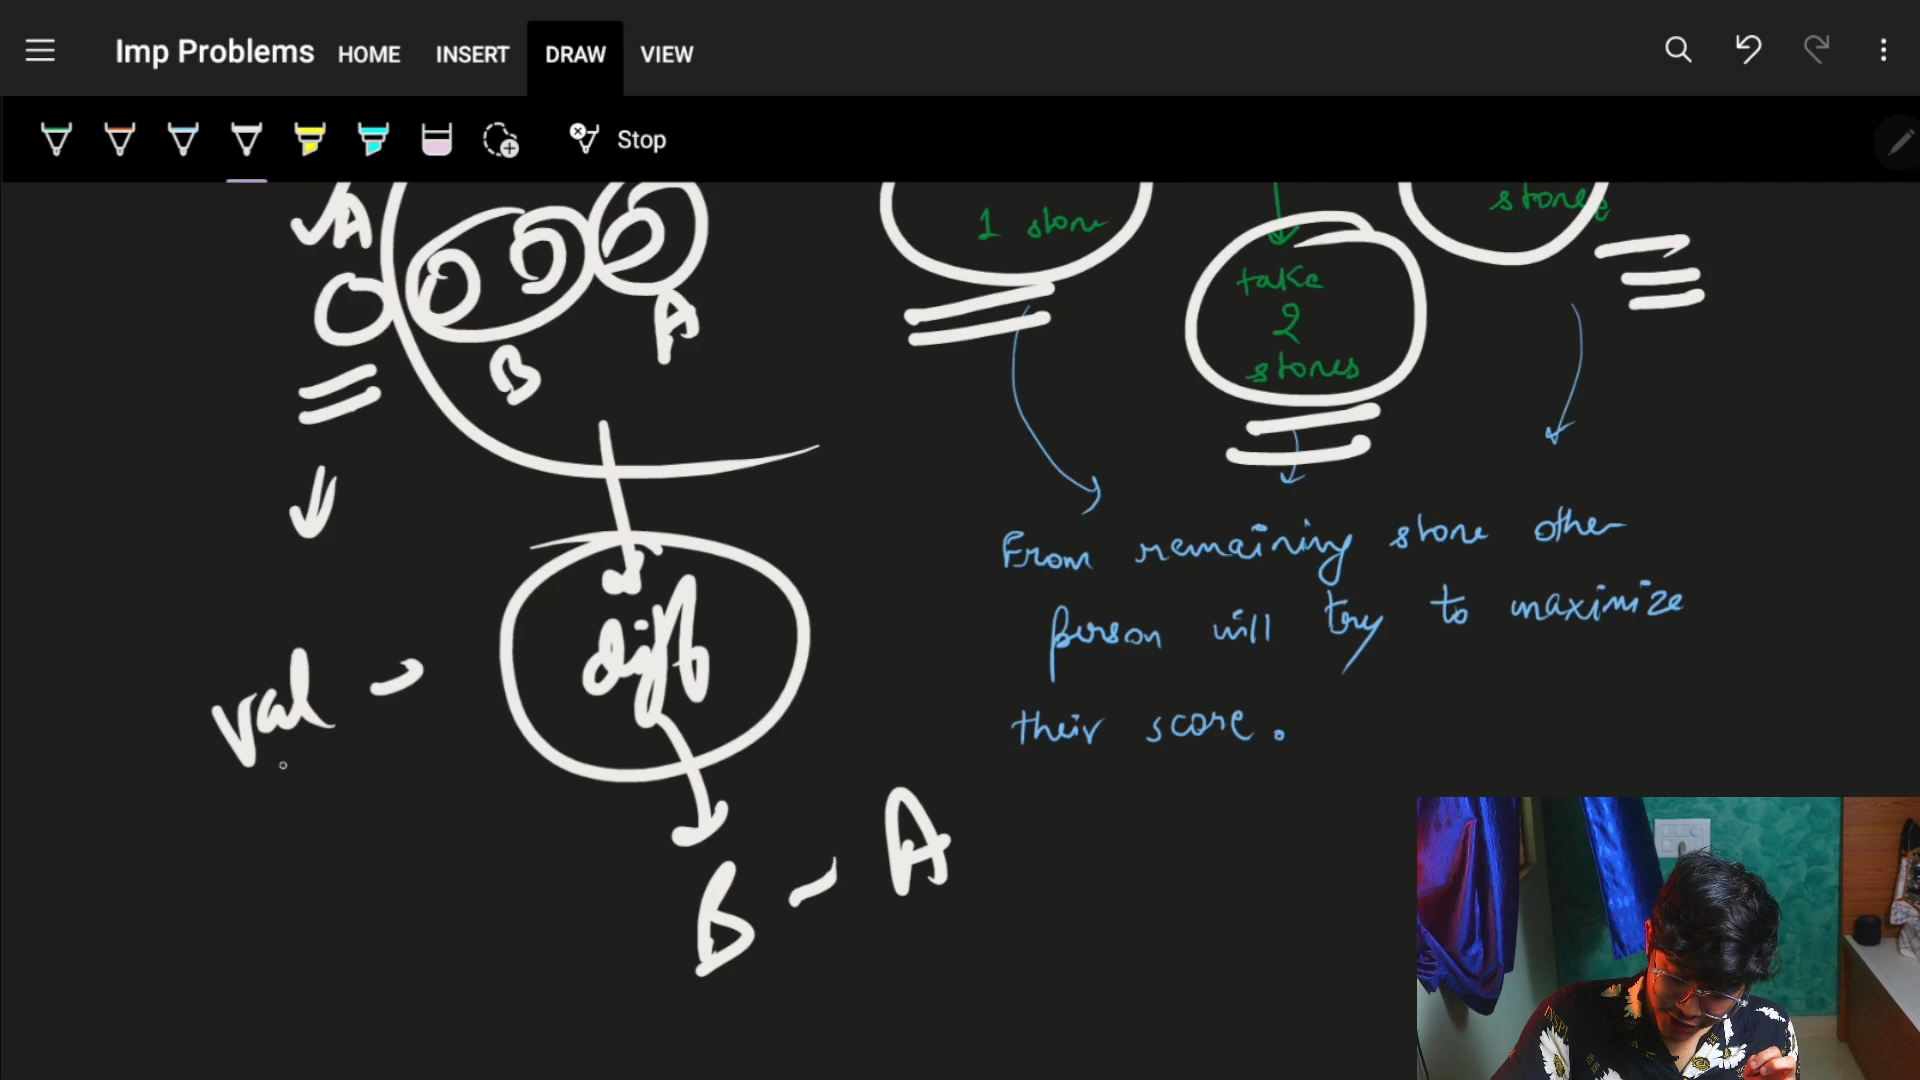 Imp Problems HOME INSERT DRAW VIEW
Stop
A
B
A
1 stone
take
2
stones
stones
From remaining stone other
person will try to maximize
their score.
val -
diff
B - A